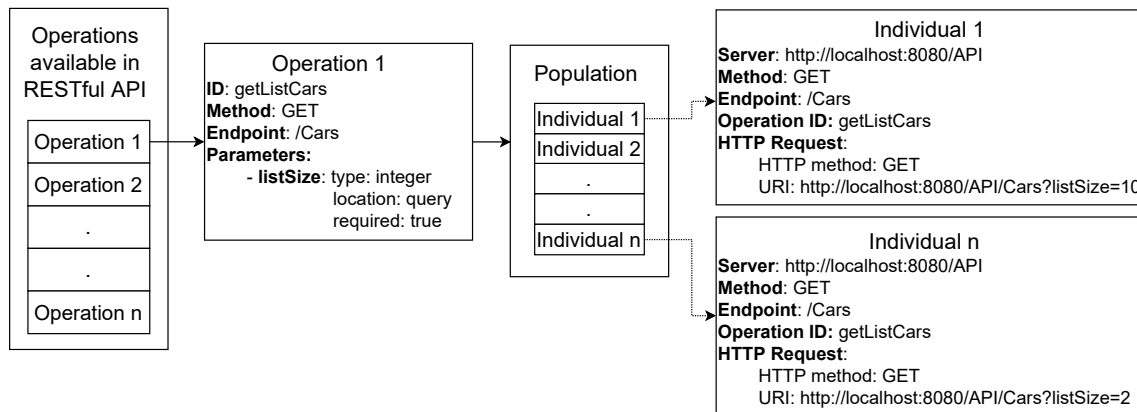 Operations
available in
RESTful API
Operation 1
Operation 2
.
.
Operation n
Operation 1
ID: getListCars
Method: GET
Endpoint: /Cars
Parameters:
- listSize: type: integer
location: query
required: true
Population
Individual 1
Individual 2
.
.
Individual n
Individual 1
Server: http://localhost:8080/API
Method: GET
Endpoint: /Cars
Operation ID: getListCars
HTTP Request:
HTTP method: GET
URI: http://localhost:8080/API/Cars?listSize=10
Individual n
Server: http://localhost:8080/API
Method: GET
Endpoint: /Cars
Operation ID: getListCars
HTTP Request:
HTTP method: GET
URI: http://localhost:8080/API/Cars?listSize=2